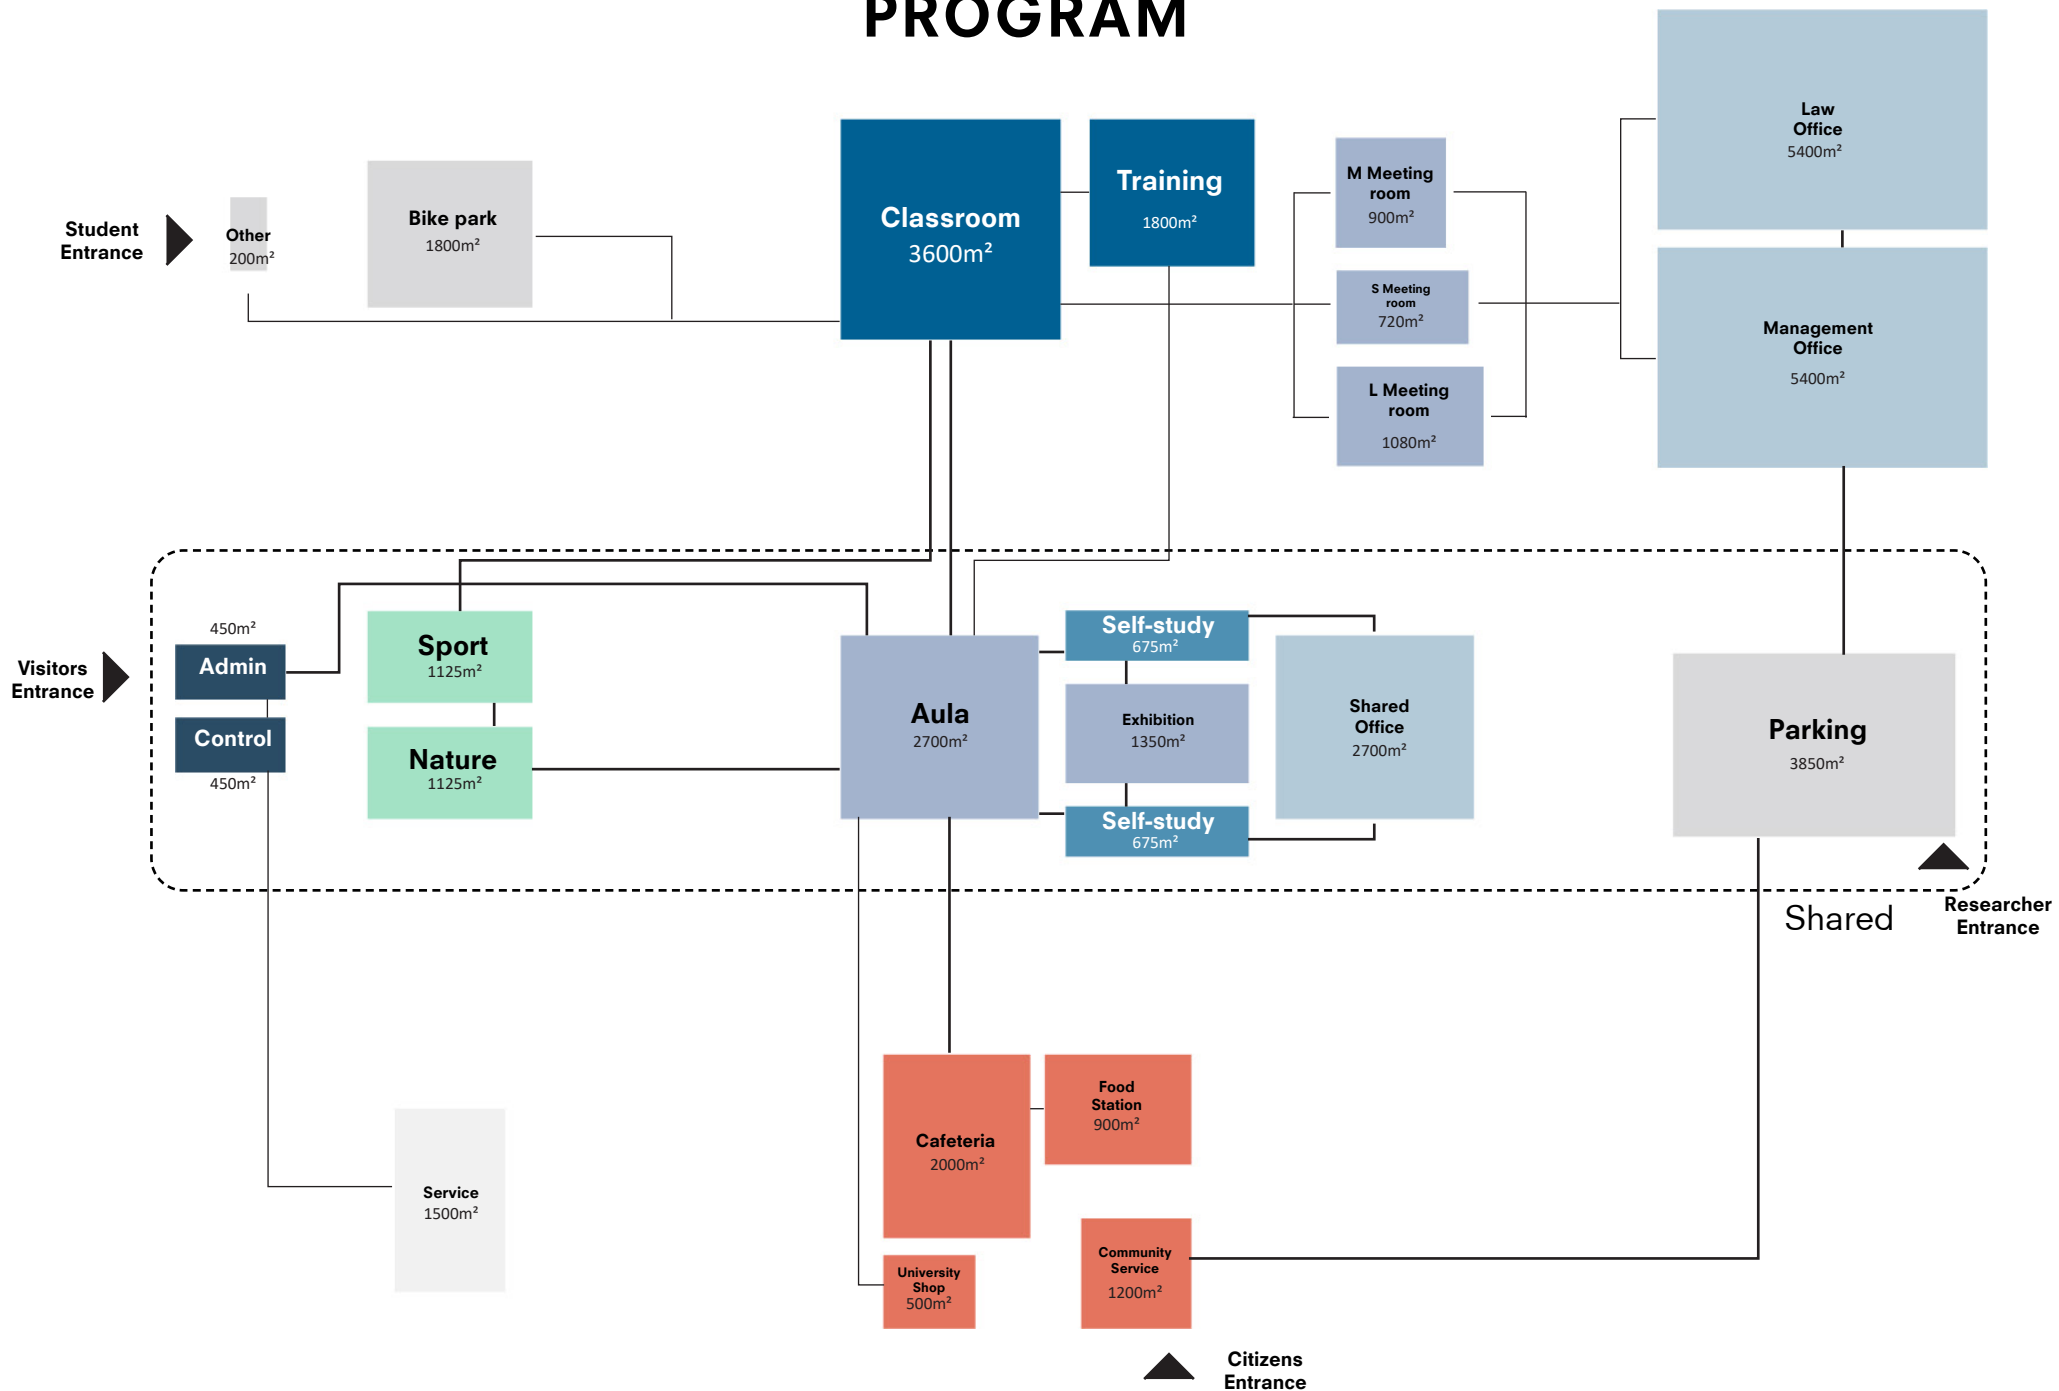 PROGRAM
Law
Office
5400m²
M Meeting
room
900m²
Training
1800m²
Classroom
3600m²
Bike park
1800m²
Student
Entrance
Other
200m²
S Meeting
room
720m²
Management
Office
5400m²
L Meeting
room
1080m²
450m²
Admin
Visitors
Entrance
Control
450m²
Sport
1125m²
Nature
1125m²
Aula
2700m²
Self-study
675m²
Exhibition
1350m²
Self-study
675m²
Shared
Office
2700m²
Parking
3850m²
Shared
Researcher
Entrance
Food
Station
900m²
Cafeteria
2000m²
Service
1500m²
University
Shop
500m²
Community
Service
1200m²
Citizens
Entrance